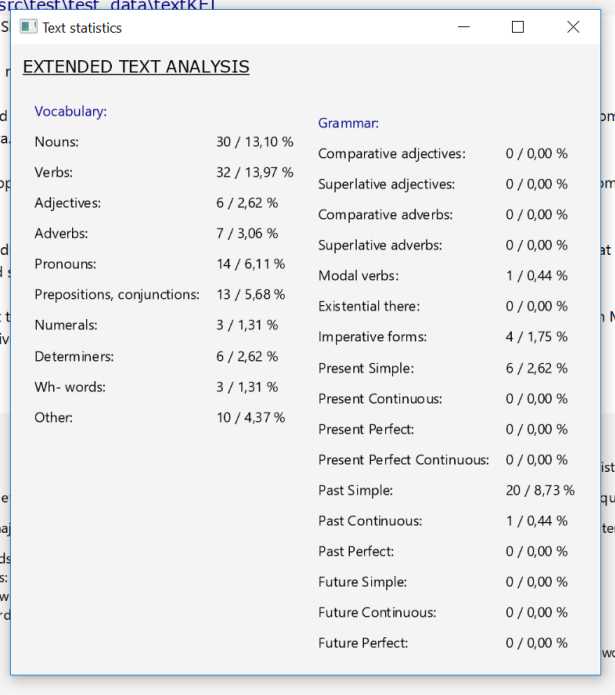 src\test\test_data\textKET
Text statistics
EXTENDED TEXT ANALYSIS
Vocabulary:
Nouns: 30 / 13,10 %
Verbs: 32 / 13,97 %
Adjectives: 6 / 2,62 %
Adverbs: 7 / 3,06 %
Pronouns: 14 / 6,11 %
Prepositions, conjunctions: 13 / 5,68 %
Numerals: 3 / 1,31 %
Determiners: 6 / 2,62 %
Wh- words: 3 / 1,31 %
Other: 10 / 4,37 %
Grammar:
Comparative adjectives: 0 / 0,00 %
Superlative adjectives: 0 / 0,00 %
Comparative adverbs: 0 / 0,00 %
Superlative adverbs: 0 / 0,00 %
Modal verbs: 1 / 0,44 %
Existential there: 0 / 0,00 %
Imperative forms: 4 / 1,75 %
Present Simple: 6 / 2,62 %
Present Continuous: 0 / 0,00 %
Present Perfect: 0 / 0,00 %
Present Perfect Continuous: 0 / 0,00 %
Past Simple: 20 / 8,73 %
Past Continuous: 1 / 0,44 %
Past Perfect: 0 / 0,00 %
Future Simple: 0 / 0,00 %
Future Continuous: 0 / 0,00 %
Future Perfect: 0 / 0,00 %